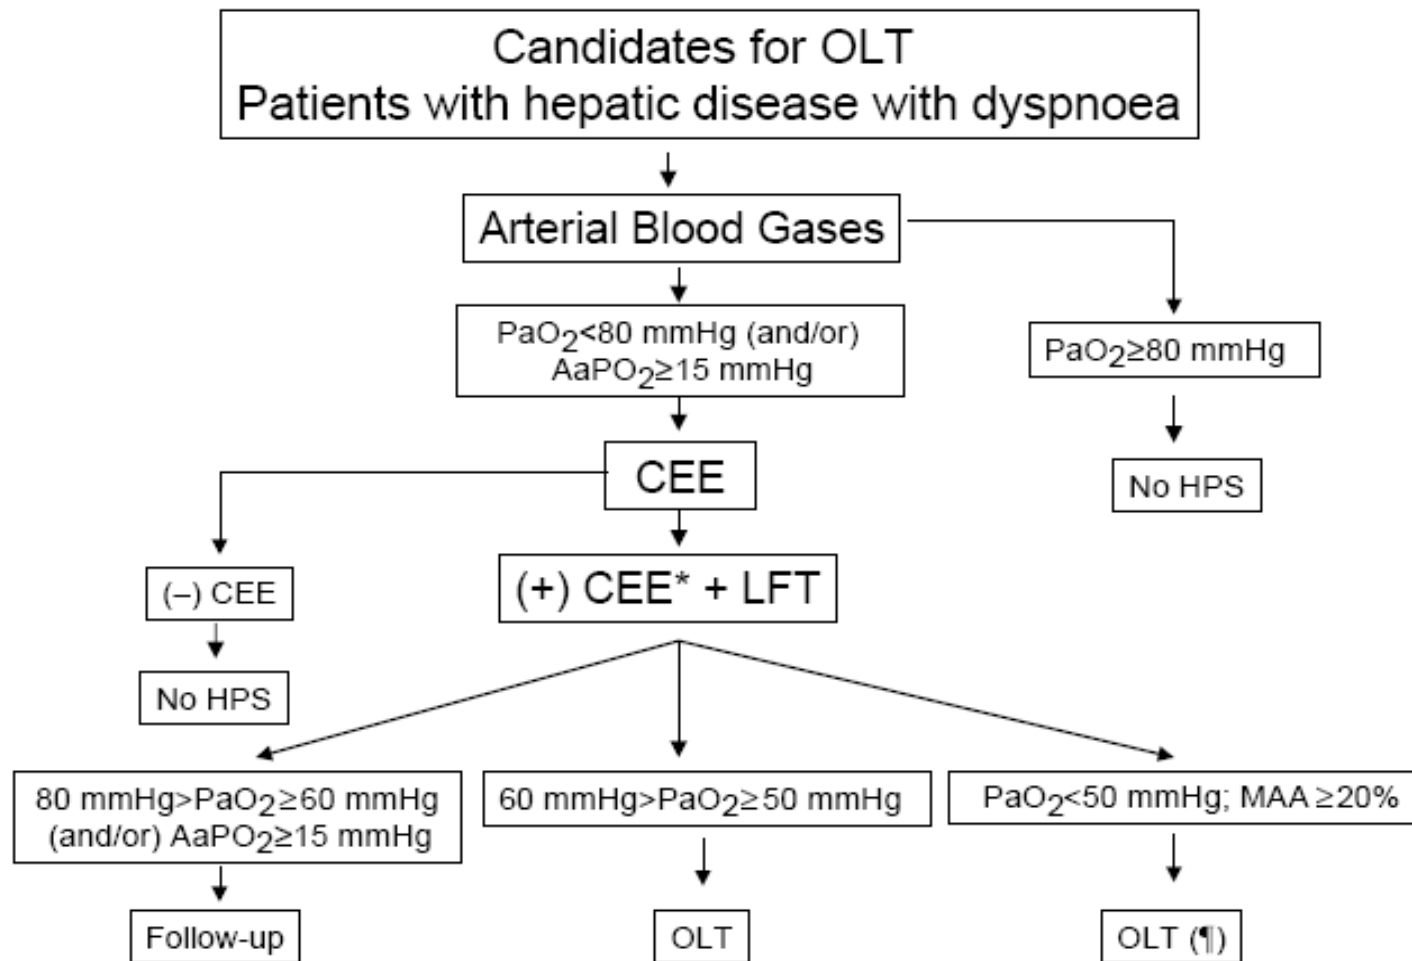 Candidates for OLT
Patients with hepatic disease with dyspnoea
Arterial Blood Gases
PaO2<80 mmHg (and/or)
AaPO2≥15 mmHg
PaO2≥80 mmHg
CEE
No HPS
(–) CEE
(+) CEE* + LFT
No HPS
80 mmHg>PaO2≥60 mmHg
(and/or) AaPO2≥15 mmHg
60 mmHg>PaO2≥50 mmHg
PaO2<50 mmHg; MAA ≥20%
Follow-up
OLT
OLT (¶)